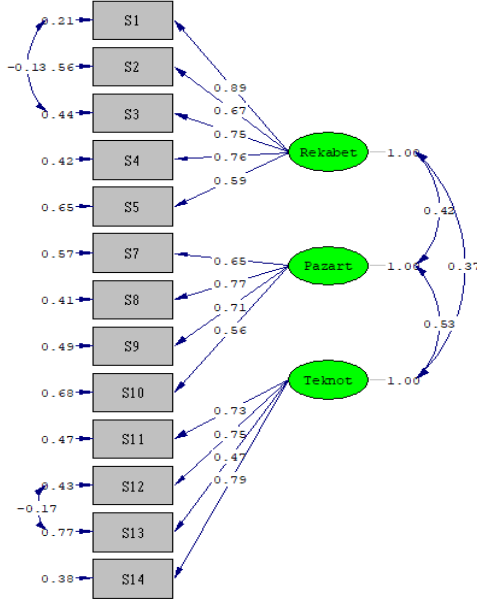 0.21 S1
-0.13 .56 S2
0.44 S3
0.42 S4
0.65 S5
0.57 S7
0.41 S8
0.49 S9
0.68 S10
0.47 S11
0.43 S12
-0.17
0.77 S13
0.38 S14
0.89
0.67
0.75
0.76
0.59
0.65
0.77
0.71
0.56
0.73
0.75
0.47
0.79
Rekabet 1.00
Pazart 1.00
Teknot 1.00
0.42
0.37
0.53